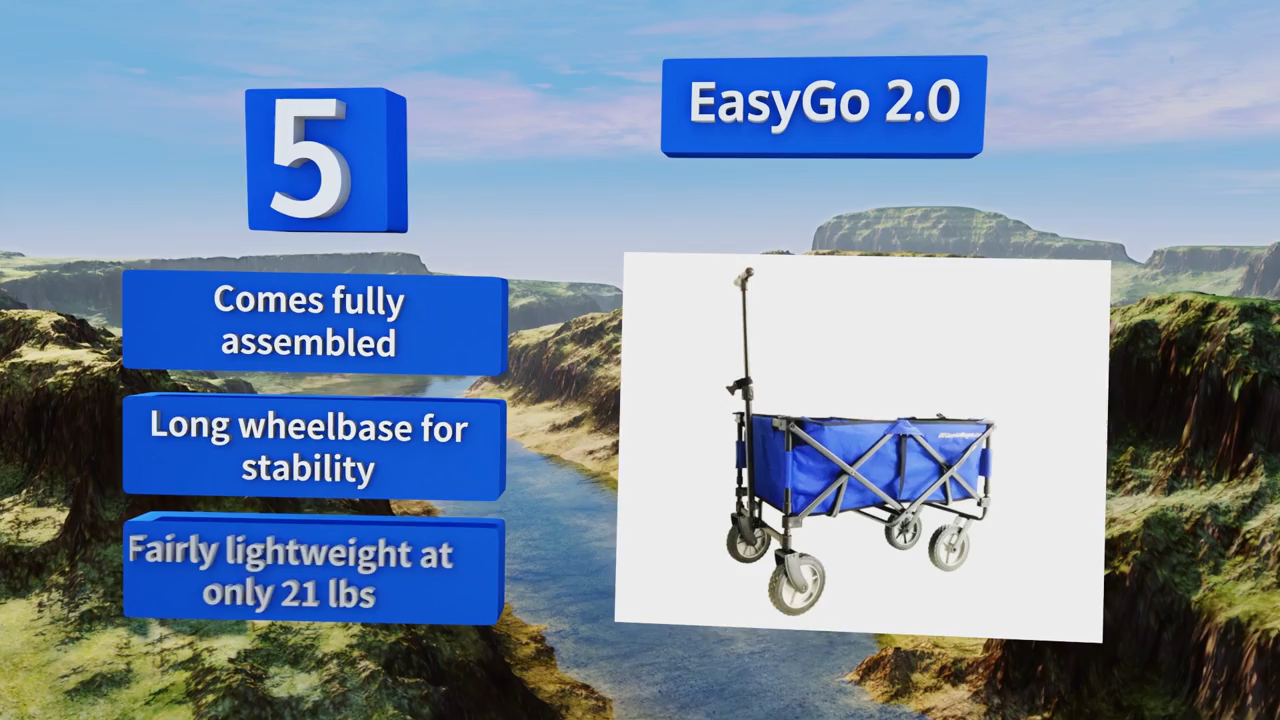 5
EasyGo 2.0
Comes fully
assembled
Long wheelbase for
stability
Fairly lightweight at
only 21 lbs